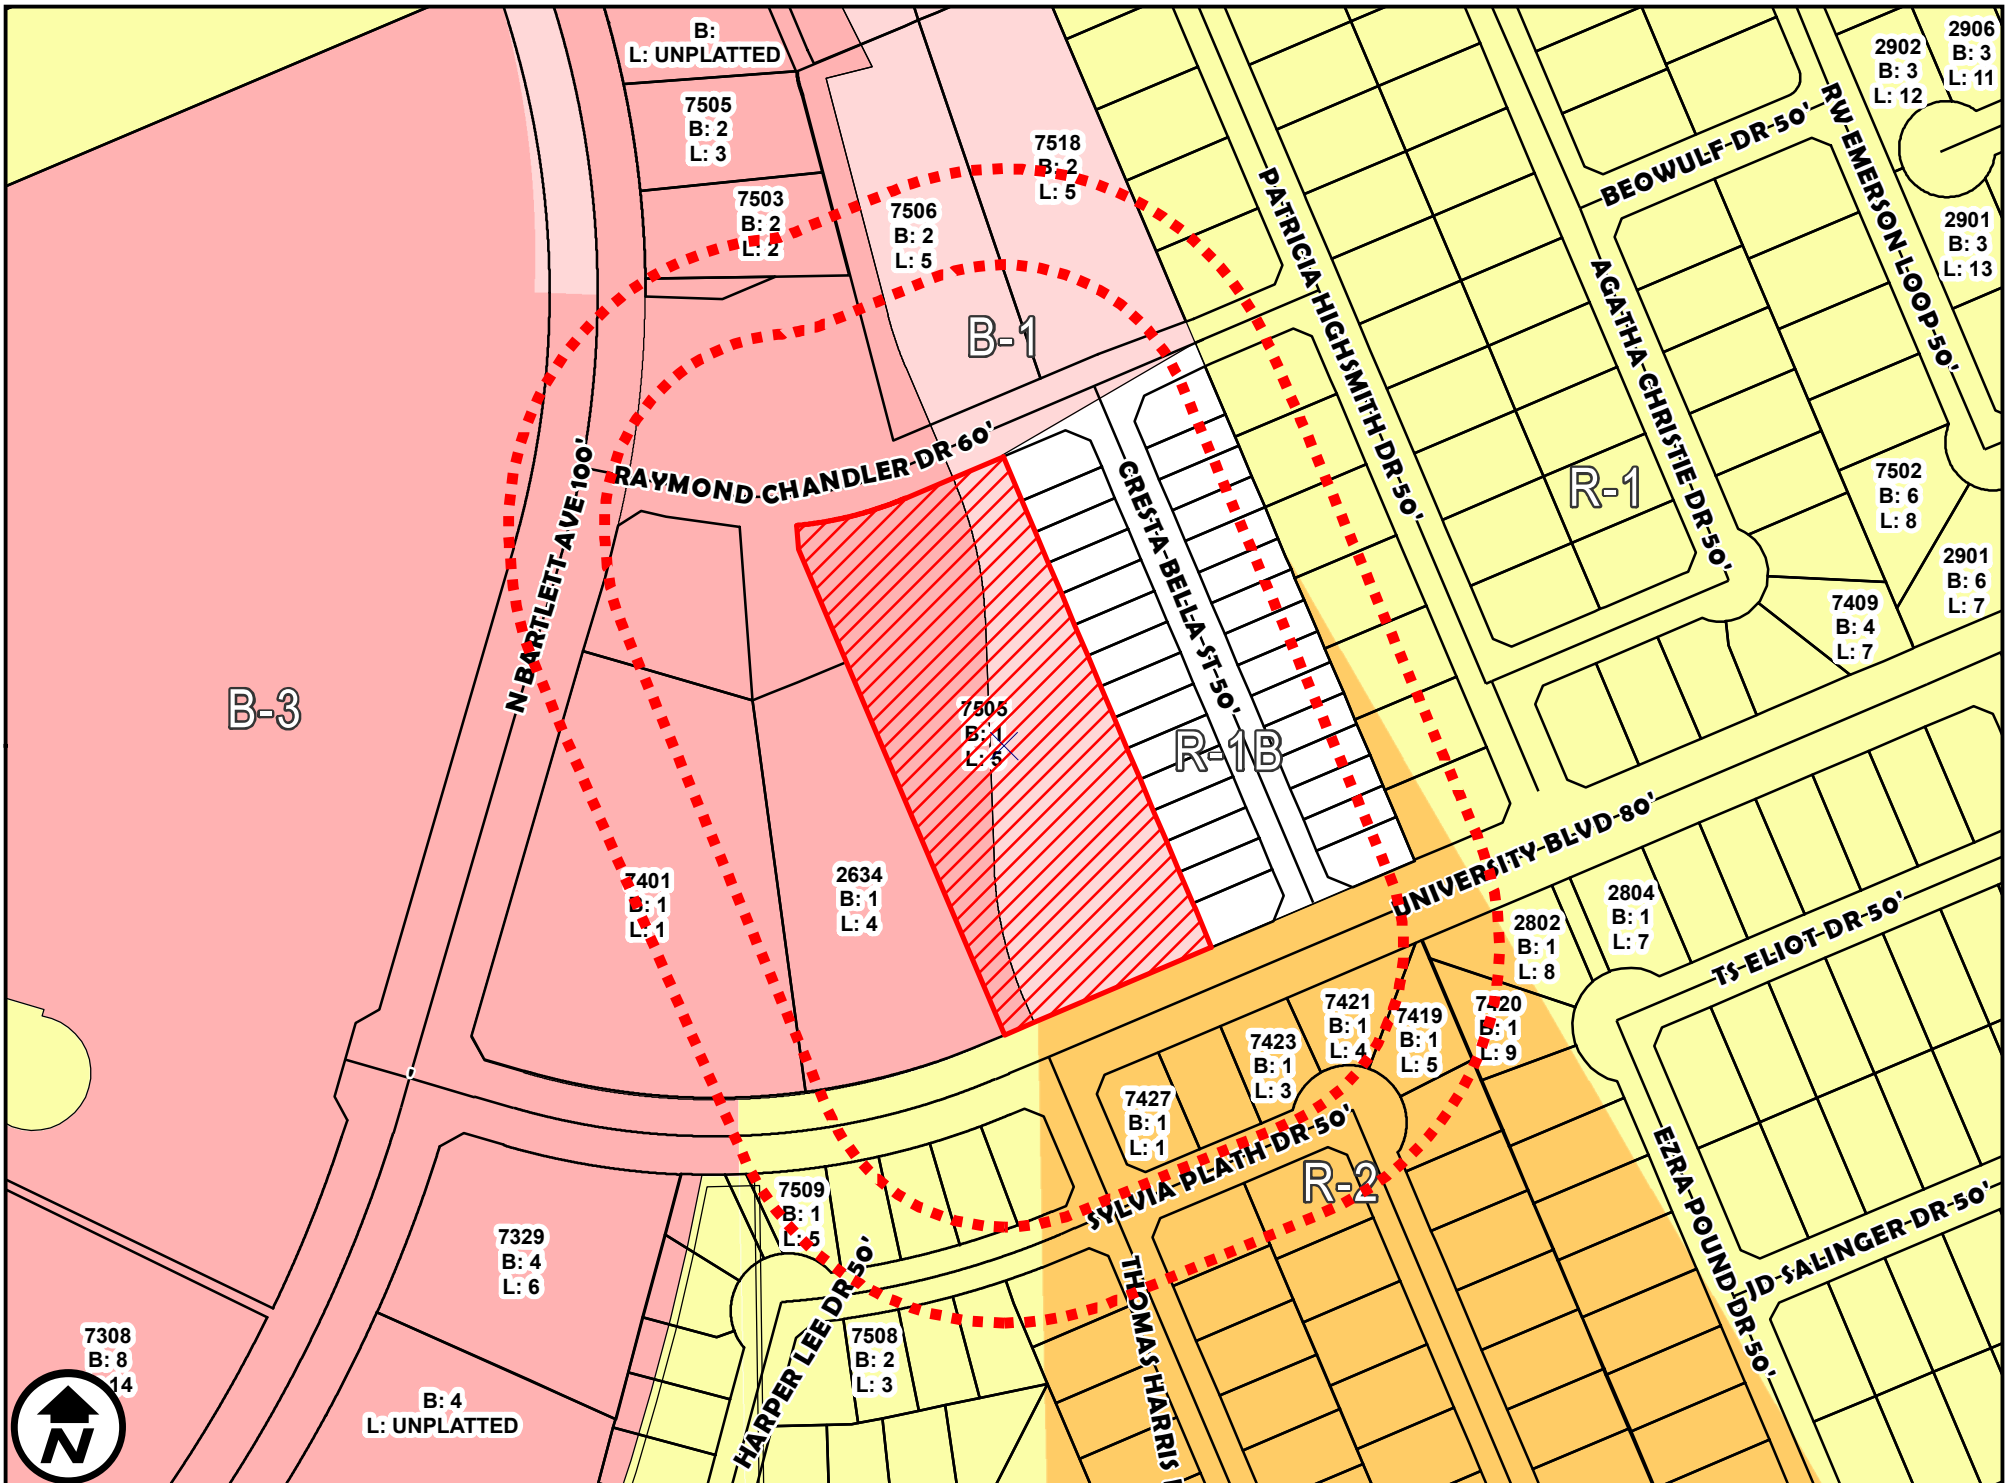 B:
L: UNPLATTED
7505
B: 2
L: 3
7503
B: 2
L: 2
7506
B: 2
L: 5
7518
B: 2
L: 5
2902
B: 3
L: 12
2906
B: 3
L: 11
2901
B: 3
L: 13
BEOWULF-DR-50'
RW-EMERSON-LOOP-50'
PATRICIA-HIGHSMITH-DR-50'
AGATHA-CHRISTIE-DR-50'
B-1
R-1
7502
B: 6
L: 8
2901
B: 6
L: 7
7409
B: 4
L: 7
RAYMOND-CHANDLER-DR-60'
N-BARTLETT-AVE-100'
CRESTA-BELLA-ST-50'
B-3
7505
B: 1
L: 5
R-1B
UNIVERSITY-BLVD-80'
7401
B: 1
L: 1
2634
B: 1
L: 4
2802
B: 1
L: 8
2804
B: 1
L: 7
TS-ELIOT-DR-50'
7421
B: 1
L: 4
7419
B: 1
L: 5
7420
B: 1
L: 9
7423
B: 1
L: 3
7427
B: 1
L: 1
SYLVIA PLATH-DR-50'
R-2
EZRA-POUND-DR-50'
JD-SALINGER-DR-50'
7509
B: 1
L: 5
7329
B: 4
L: 6
HARPER LEE DR-50'
THOMAS-HARRIS
7308
B: 8
14
7508
B: 2
L: 3
B: 4
L: UNPLATTED
N